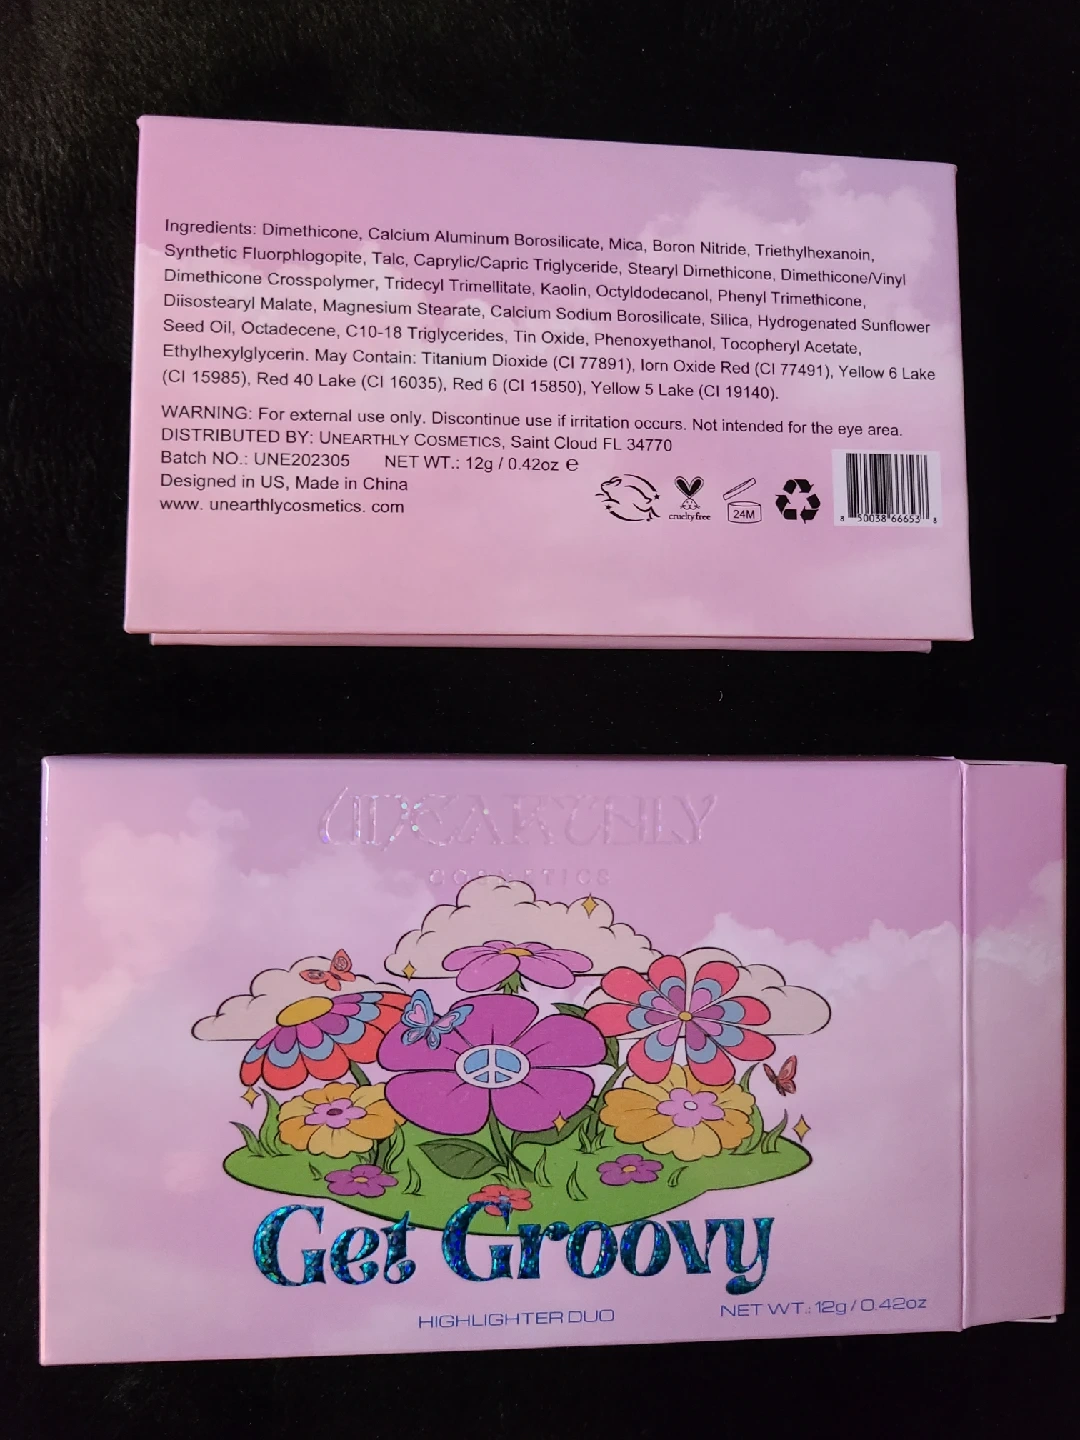 Ingredients: Dimethicone, Calcium Aluminum Borosilicate, Mica, Boron Nitride, Triethylhexanoin,
Synthetic Fluorphlogopite, Talc, Caprylic/Capric Triglyceride, Stearyl Dimethicone, Dimethicone/Vinyl
Dimethicone Crosspolymer, Tridecyl Trimellitate, Kaolin, Octyldodecanol, Phenyl Trimethicone,
Diisostearyl Malate, Magnesium Stearate, Calcium Sodium Borosilicate, Silica, Hydrogenated Sunflower
Seed Oil, Octadecene, C10-18 Triglycerides, Tin Oxide, Phenoxyethanol, Tocopheryl Acetate,
Ethylhexylglycerin. May Contain: Titanium Dioxide (CI 77891), Iorn Oxide Red (CI 77491), Yellow 6 Lake
(CI 15985), Red 40 Lake (CI 16035), Red 6 (CI 15850), Yellow 5 Lake (CI 19140).
WARNING: For external use only. Discontinue use if irritation occurs. Not intended for the eye area.
DISTRIBUTED BY: UNEARTHLY COSMETICS, Saint Cloud FL 34770
Batch NO.: UNE202305 NET WT.: 12g / 0.42oz e
Designed in US, Made in China
www. unearthlycosmetics. com
cruelty free
24M
8 50038 66653 8
UNEARTHLY
COSMETICS
Get Groovy
HIGHLIGHTER DUO
NET WT.: 12g / 0.42oz